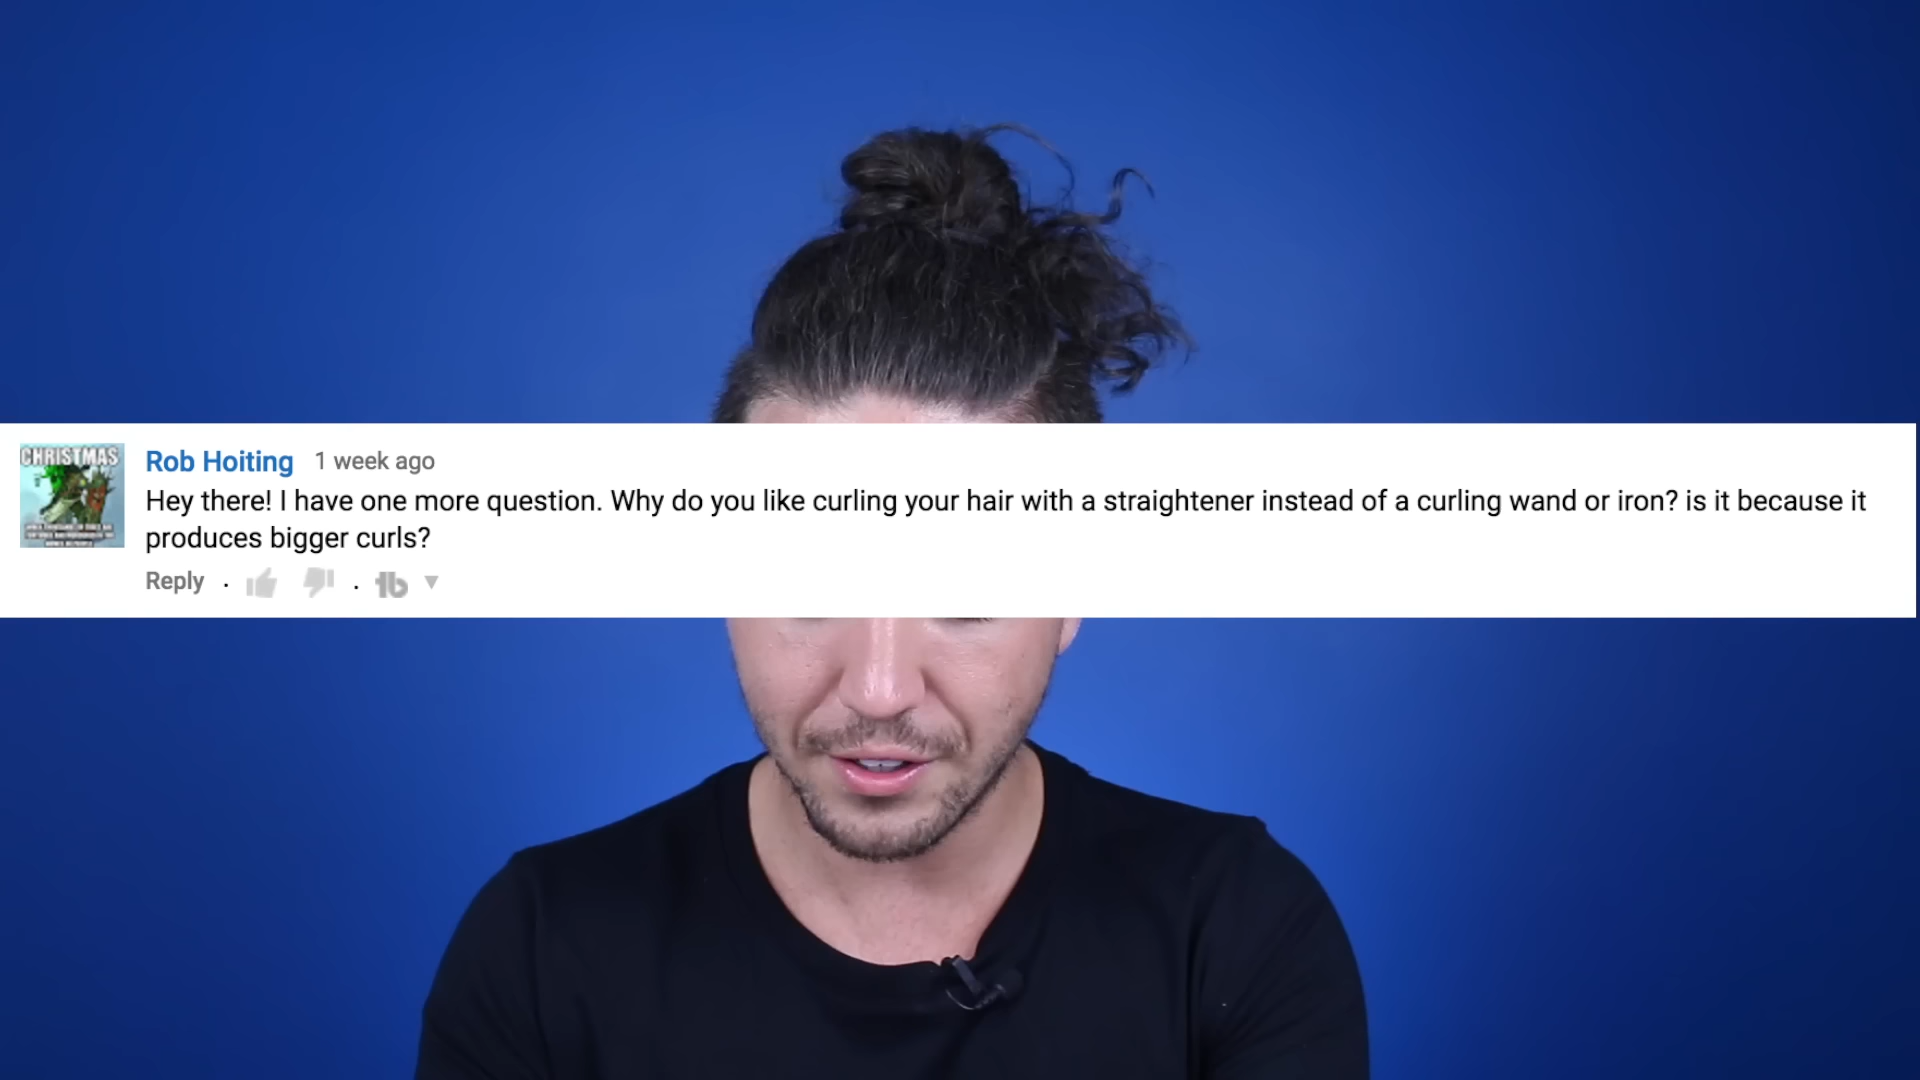 CHRISTMAS
Rob Hoiting 1 week ago
Hey there! I have one more question. Why do you like curling your hair with a straightener instead of a curling wand or iron? is it because it
produces bigger curls?
Reply · . tb ▼